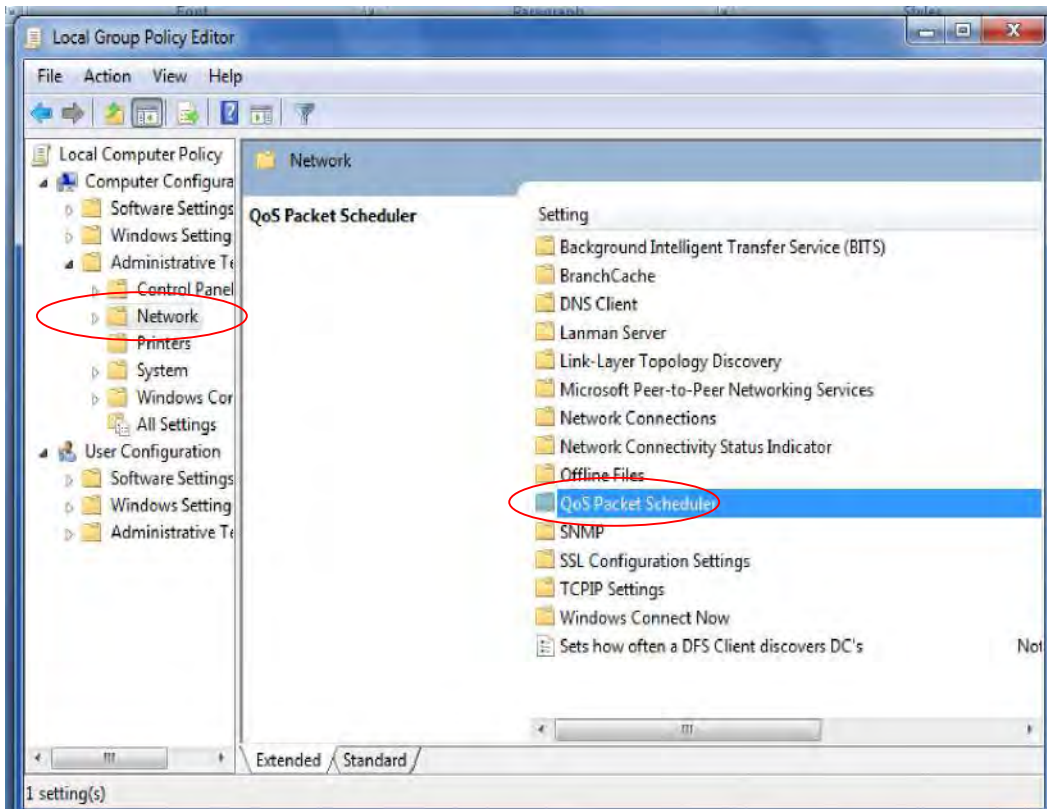 Font Paragraph Styles
Local Group Policy Editor
File Action View Help
Local Computer Policy
Computer Configura
Software Settings
Windows Setting
Administrative Te
Control Panel
Network
Printers
System
Windows Cor
All Settings
User Configuration
Software Settings
Windows Setting
Administrative Te
Network
QoS Packet Scheduler
Setting
Background Intelligent Transfer Service (BITS)
BranchCache
DNS Client
Lanman Server
Link-Layer Topology Discovery
Microsoft Peer-to-Peer Networking Services
Network Connections
Network Connectivity Status Indicator
Offline Files
QoS Packet Scheduler
SNMP
SSL Configuration Settings
TCPIP Settings
Windows Connect Now
Sets how often a DFS Client discovers DC's Not
Extended Standard
1 setting(s)